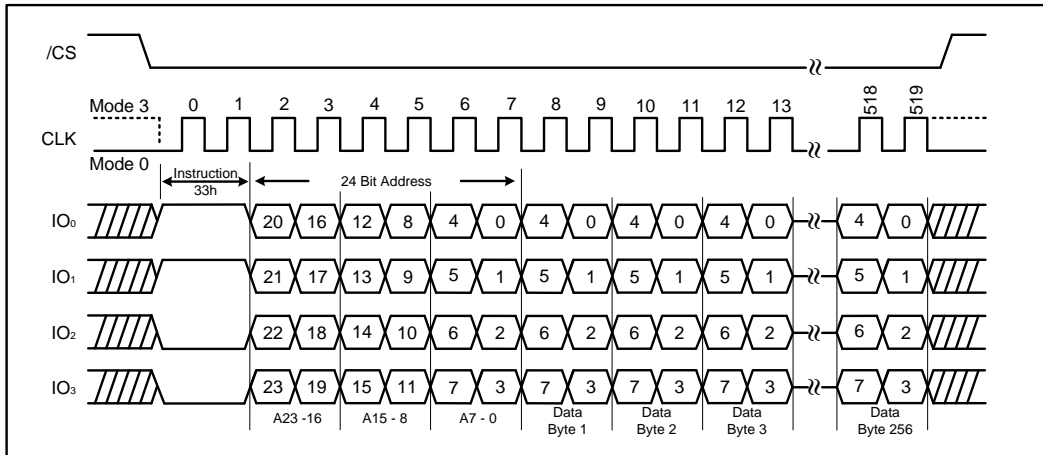 /CS
Mode 3 0 1 2 3 4 5 6 7 8 9 10 11 12 13 518 519
CLK
Mode 0
Instruction
33h
24 Bit Address
IO₀ 20 16 12 8 4 0 4 0 4 0 4 0 4 0
IO₁ 21 17 13 9 5 1 5 1 5 1 5 1 5 1
IO₂ 22 18 14 10 6 2 6 2 6 2 6 2 6 2
IO₃ 23 19 15 11 7 3 7 3 7 3 7 3 7 3
A23 -16 A15 - 8 A7 - 0 Data Data Data Data
Byte 1 Byte 2 Byte 3 Byte 256